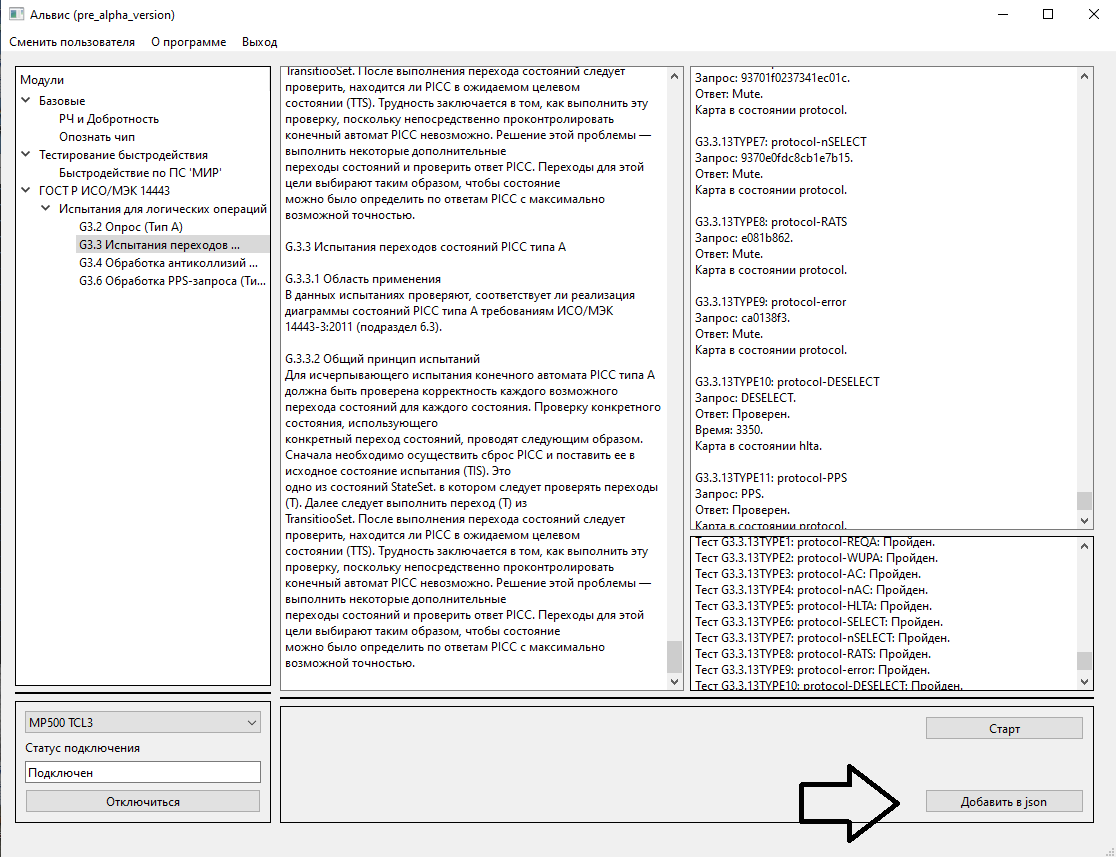 Альвис (pre_alpha_version)
Сменить пользователя О программе Выход
Модули
Базовые
РЧ и Добротность
Опознать чип
Тестирование быстродействия
Быстродействие по ПС 'МИР'
ГОСТ Р ИСО/МЭК 14443
Испытания для логических операций
G3.2 Опрос (Тип A)
G3.3 Испытания переходов ...
G3.4 Обработка антиколлизий ...
G3.6 Обработка PPS-запроса (Ти...
TransitiooSet. После выполнения перехода состояний следует
проверить, находится ли PICC в ожидаемом целевом
состоянии (TTS). Трудность заключается в том, как выполнить эту
проверку, поскольку непосредственно проконтролировать
конечный автомат PICC невозможно. Решение этой проблемы —
выполнить некоторые дополнительные
переходы состояний и проверить ответ PICC. Переходы для этой
цели выбирают таким образом, чтобы состояние
можно было определить по ответам PICC с максимально
возможной точностью.
G.3.3 Испытания переходов состояний PICC типа A
G.3.3.1 Область применения
В данных испытаниях проверяют, соответствует ли реализация
диаграммы состояний PICC типа A требованиям ИСО/МЭК
14443-3:2011 (подраздел 6.3).
G.3.3.2 Общий принцип испытаний
Для исчерпывающего испытания конечного автомата PICC типа A
должна быть проверена корректность каждого возможного
перехода состояний для каждого состояния. Проверку конкретного
состояния, использующего
конкретный переход состояний, проводят следующим образом.
Сначала необходимо осуществить сброс PICC и поставить ее в
исходное состояние испытания (TIS). Это
одно из состояний StateSet. в котором следует проверять переходы
(T). Далее следует выполнить переход (T) из
TransitiooSet. После выполнения перехода состояний следует
проверить, находится ли PICC в ожидаемом целевом
состоянии (TTS). Трудность заключается в том, как выполнить эту
проверку, поскольку непосредственно проконтролировать
конечный автомат PICC невозможно. Решение этой проблемы —
выполнить некоторые дополнительные
переходы состояний и проверить ответ PICC. Переходы для этой
цели выбирают таким образом, чтобы состояние
можно было определить по ответам PICC с максимально
возможной точностью.
Запрос: 93701f0237341ec01c.
Ответ: Mute.
Карта в состоянии protocol.
G3.3.13TYPE7: protocol-nSELECT
Запрос: 9370e0fdc8cb1e7b15.
Ответ: Mute.
Карта в состоянии protocol.
G3.3.13TYPE8: protocol-RATS
Запрос: e081b862.
Ответ: Mute.
Карта в состоянии protocol.
G3.3.13TYPE9: protocol-error
Запрос: ca0138f3.
Ответ: Mute.
Карта в состоянии protocol.
G3.3.13TYPE10: protocol-DESELECT
Запрос: DESELECT.
Ответ: Проверен.
Время: 3350.
Карта в состоянии hlta.
G3.3.13TYPE11: protocol-PPS
Запрос: PPS.
Ответ: Проверен.
Карта в состоянии protocol.
Тест G3.3.13TYPE1: protocol-REQA: Пройден.
Тест G3.3.13TYPE2: protocol-WUPA: Пройден.
Тест G3.3.13TYPE3: protocol-AC: Пройден.
Тест G3.3.13TYPE4: protocol-nAC: Пройден.
Тест G3.3.13TYPE5: protocol-HLTA: Пройден.
Тест G3.3.13TYPE6: protocol-SELECT: Пройден.
Тест G3.3.13TYPE7: protocol-nSELECT: Пройден.
Тест G3.3.13TYPE8: protocol-RATS: Пройден.
Тест G3.3.13TYPE9: protocol-error: Пройден.
Тест G3.3.13TYPE10: protocol-DESELECT: Пройден.
MP500 TCL3
Статус подключения
Подключен
Отключиться
Старт
Добавить в json